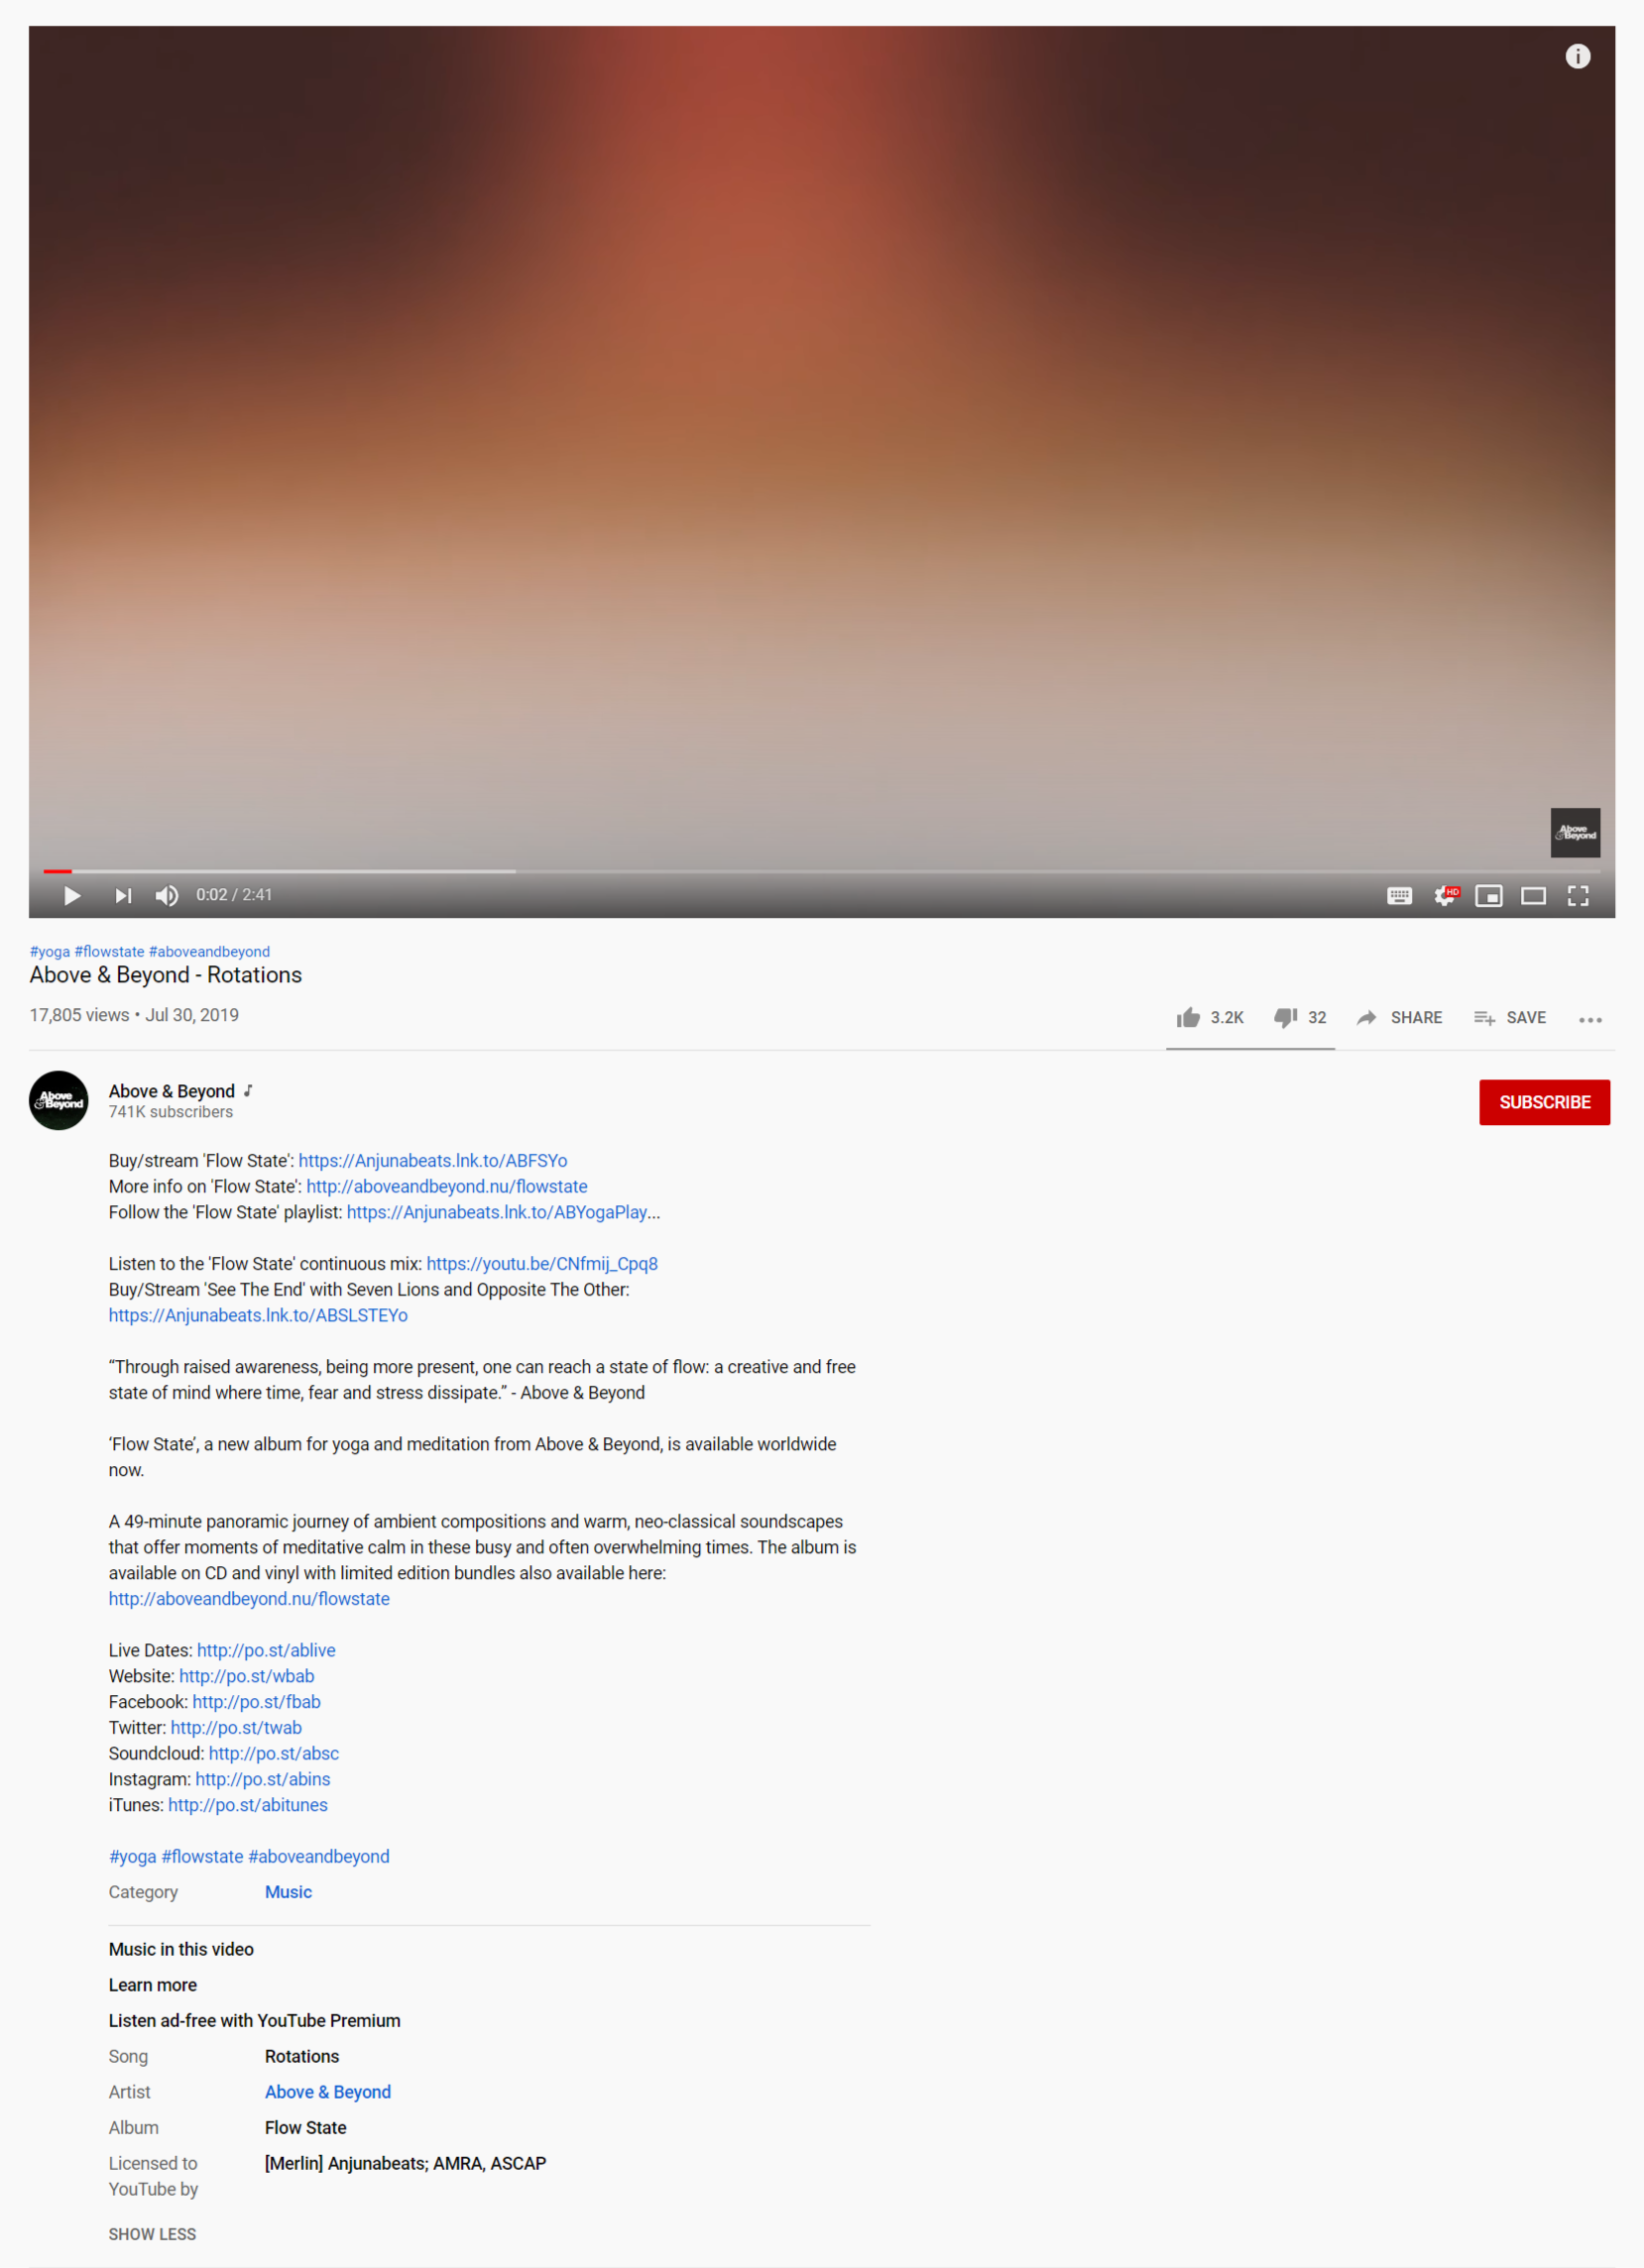 i
Above
& Beyond
0:02 / 2:41
HD
#yoga #flowstate #aboveandbeyond
Above & Beyond - Rotations
17,805 views • Jul 30, 2019
3.2K
32
SHARE
SAVE
Above
& Beyond
Above & Beyond
741K subscribers
SUBSCRIBE
Buy/stream 'Flow State': https://Anjunabeats.lnk.to/ABFSYo
More info on 'Flow State': http://aboveandbeyond.nu/flowstate
Follow the 'Flow State' playlist: https://Anjunabeats.lnk.to/ABYogaPlay...
Listen to the 'Flow State' continuous mix: https://youtu.be/CNfmij_Cpq8
Buy/Stream 'See The End' with Seven Lions and Opposite The Other:
https://Anjunabeats.lnk.to/ABSLSTEYo
“Through raised awareness, being more present, one can reach a state of flow: a creative and free
state of mind where time, fear and stress dissipate.” - Above & Beyond
‘Flow State’, a new album for yoga and meditation from Above & Beyond, is available worldwide
now.
A 49-minute panoramic journey of ambient compositions and warm, neo-classical soundscapes
that offer moments of meditative calm in these busy and often overwhelming times. The album is
available on CD and vinyl with limited edition bundles also available here:
http://aboveandbeyond.nu/flowstate
Live Dates: http://po.st/ablive
Website: http://po.st/wbab
Facebook: http://po.st/fbab
Twitter: http://po.st/twab
Soundcloud: http://po.st/absc
Instagram: http://po.st/abins
iTunes: http://po.st/abitunes
#yoga #flowstate #aboveandbeyond
Category Music
Music in this video
Learn more
Listen ad-free with YouTube Premium
Song Rotations
Artist Above & Beyond
Album Flow State
Licensed to [Merlin] Anjunabeats; AMRA, ASCAP
YouTube by
SHOW LESS